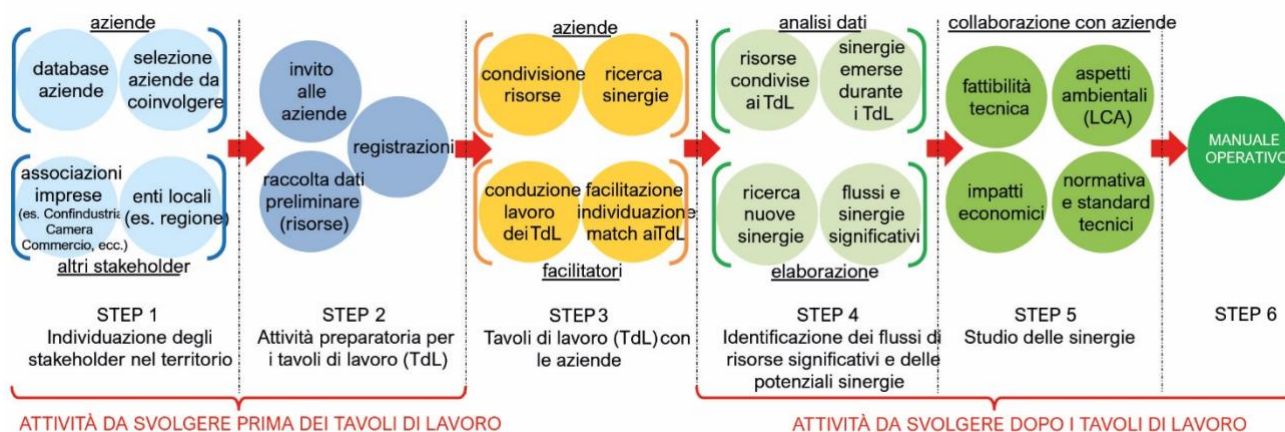 aziende
database
aziende
selezione
aziende da
coinvolgere
associazioni
imprese
(es. Confindustria
Camera
Commercio, ecc.)
enti locali
(es. regione)
altri stakeholder
STEP 1
Individuazione degli
stakeholder nel territorio
invito
alle
aziende
registrazioni
raccolta dati
preliminare
(risorse)
STEP 2
Attività preparatoria per
i tavoli di lavoro (TdL)
aziende
condivisione
risorse
ricerca
sinergie
conduzione
lavoro
dei TdL
facilitazione
individuazione
match aiTdL
facilitatori
STEP3
Tavoli di lavoro (TdL) con
le aziende
analisi dati
risorse
condivise
ai TdL
sinergie
emerse
durante
i TdL
ricerca
nuove
sinergie
flussi e
sinergie
significativi
elaborazione
STEP 4
Identificazione dei flussi di
risorse significativi e delle
potenziali sinergie
collaborazione con aziende
fattibilità
tecnica
aspetti
ambientali
(LCA)
impatti
economici
normativa
e standard
tecnici
STEP 5
Studio delle sinergie
MANUALE
OPERATIVO
STEP 6
ATTIVITÀ DA SVOLGERE PRIMA DEI TAVOLI DI LAVORO
ATTIVITÀ DA SVOLGERE DOPO I TAVOLI DI LAVORO